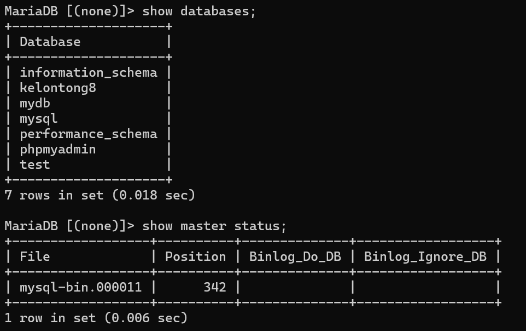 MariaDB [(none)]> show databases;
+--------------------+
| Database           |
+--------------------+
| information_schema |
| kelontong8         |
| mydb               |
| mysql              |
| performance_schema |
| phpmyadmin         |
| test               |
+--------------------+
7 rows in set (0.018 sec)
MariaDB [(none)]> show master status;
+------------------+----------+--------------+------------------+
| File             | Position | Binlog_Do_DB | Binlog_Ignore_DB |
+------------------+----------+--------------+------------------+
| mysql-bin.000011 |      342 |              |                  |
+------------------+----------+--------------+------------------+
1 row in set (0.006 sec)